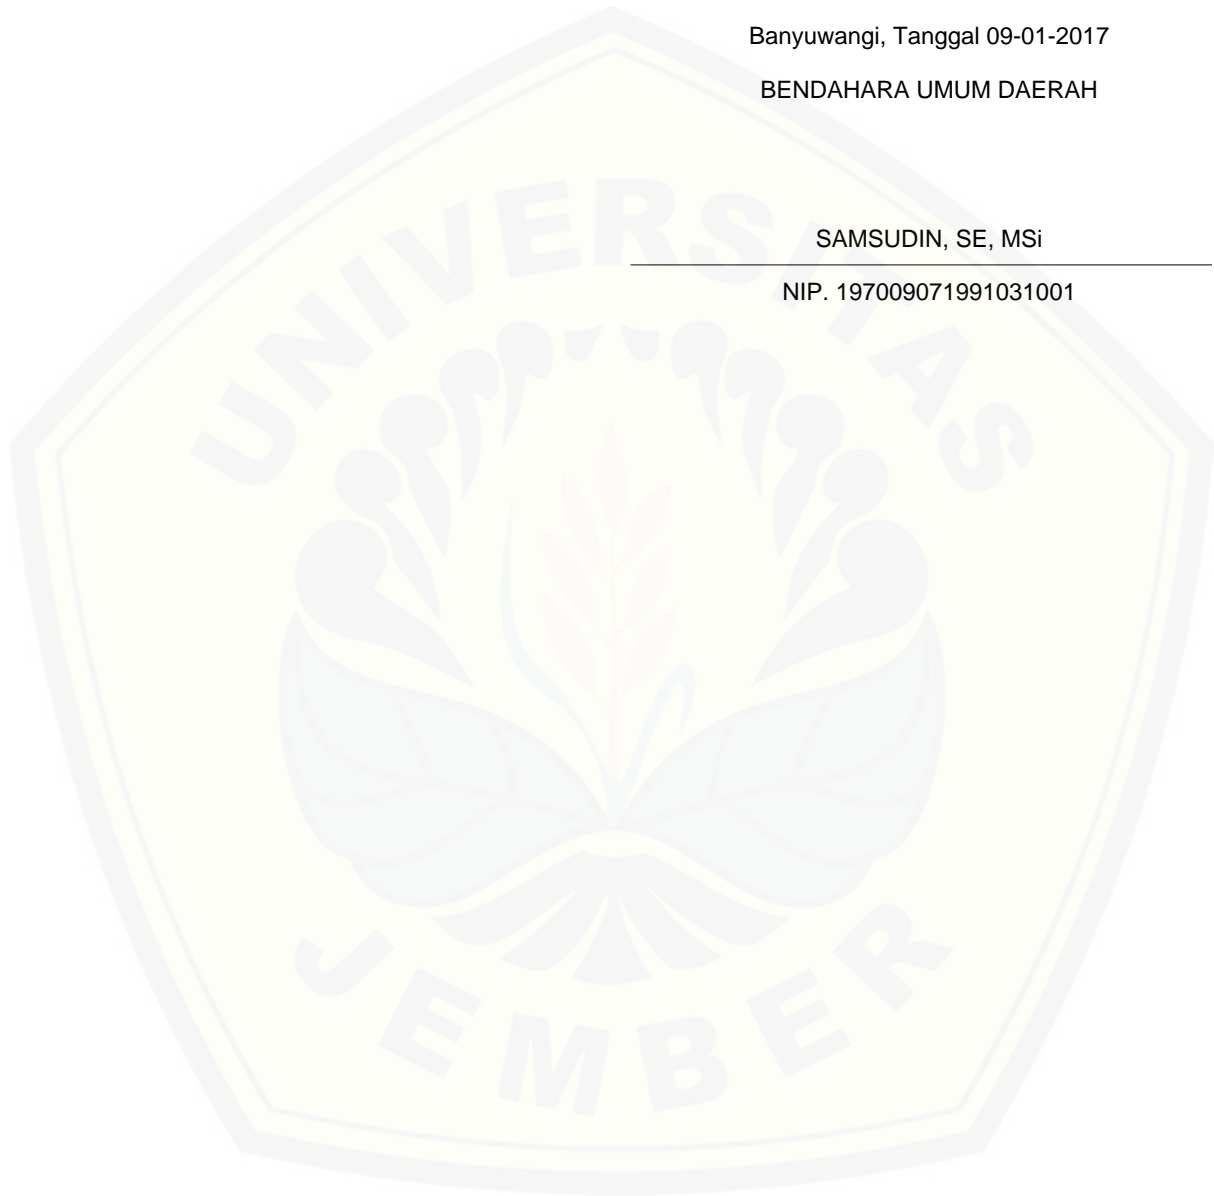 Banyuwangi, Tanggal 09-01-2017
BENDAHARA UMUM DAERAH
SAMSUDIN, SE, MSi
NIP. 197009071991031001
UNIVERSITAS
JEMBER